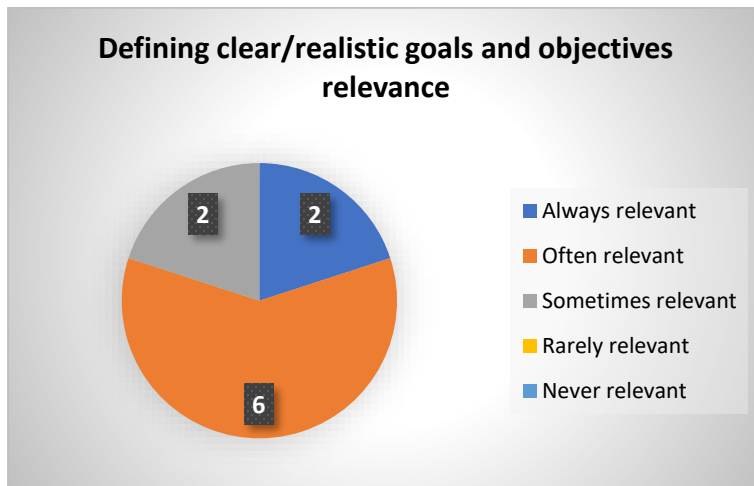 Defining clear/realistic goals and objectives
relevance
2
2
6
Always relevant
Often relevant
Sometimes relevant
Rarely relevant
Never relevant